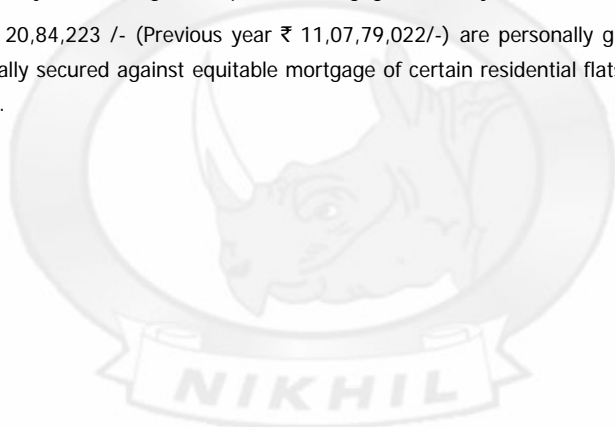 20,84,223 /- (Previous year ₹ 11,07,79,022/-) are personally g
ally secured against equitable mortgage of certain residential flats
.
NIKHIL